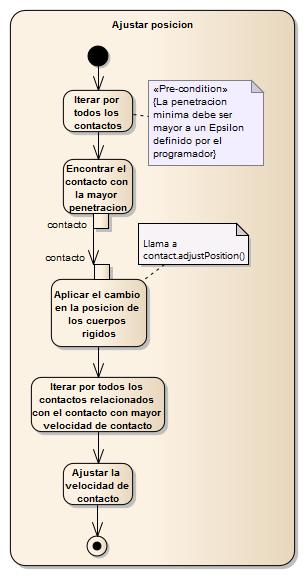 Ajustar posicion
Iterar por
todos los
contactos
«Pre-condition»
{La penetracion
minima debe ser
mayor a un Epsilon
definido por el
programador}
Encontrar el
contacto con
la mayor
penetracion
contacto
contacto
Llama a
contact.adjustPosition()
Aplicar el cambio
en la posicion de
los cuerpos
rigidos
Iterar por todos los
contactos relacionados
con el contacto con mayor
velocidad de contacto
Ajustar la
velocidad de
contacto